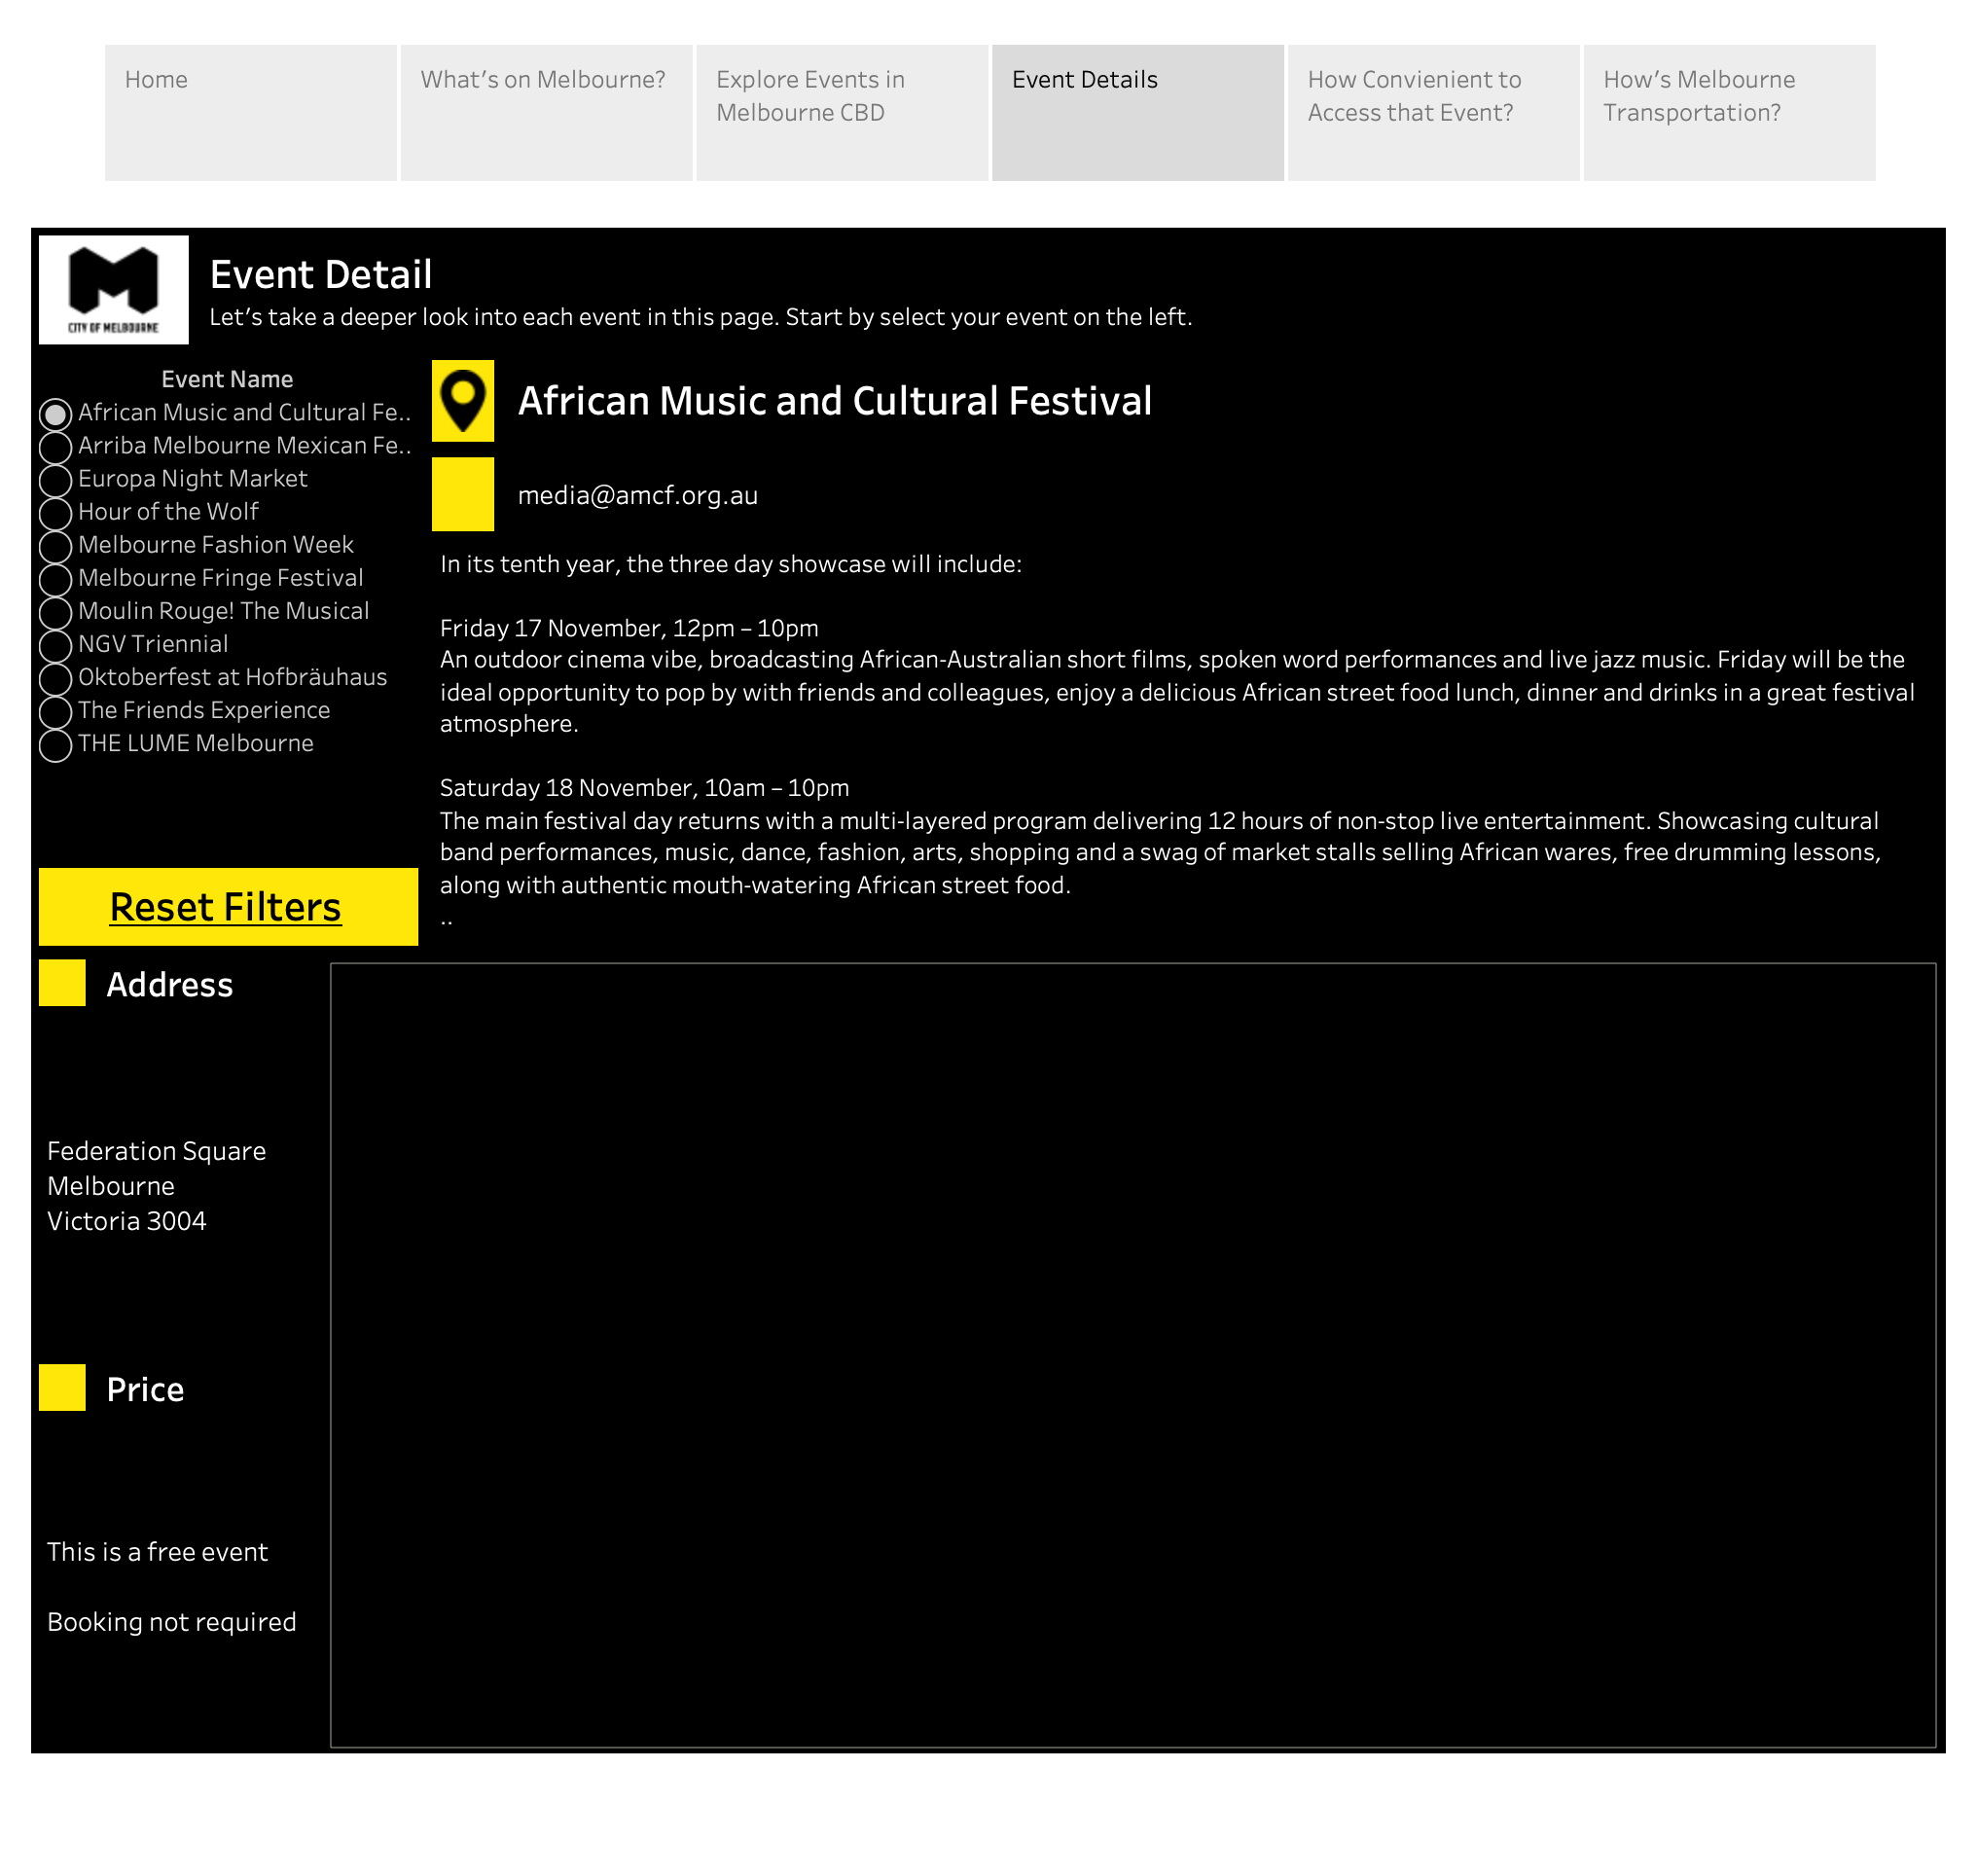 Home
What's on Melbourne?
Explore Events in
Melbourne CBD
Event Details
How Convienient to
Access that Event?
How's Melbourne
Transportation?
CITY OF MELBOURNE
Event Detail
Let's take a deeper look into each event in this page. Start by select your event on the left.
Event Name
African Music and Cultural Fe..
Arriba Melbourne Mexican Fe..
Europa Night Market
Hour of the Wolf
Melbourne Fashion Week
Melbourne Fringe Festival
Moulin Rouge! The Musical
NGV Triennial
Oktoberfest at Hofbräuhaus
The Friends Experience
THE LUME Melbourne
Reset Filters
African Music and Cultural Festival
media@amcf.org.au
In its tenth year, the three day showcase will include:
Friday 17 November, 12pm – 10pm
An outdoor cinema vibe, broadcasting African-Australian short films, spoken word performances and live jazz music. Friday will be the
ideal opportunity to pop by with friends and colleagues, enjoy a delicious African street food lunch, dinner and drinks in a great festival
atmosphere.
Saturday 18 November, 10am – 10pm
The main festival day returns with a multi-layered program delivering 12 hours of non-stop live entertainment. Showcasing cultural
band performances, music, dance, fashion, arts, shopping and a swag of market stalls selling African wares, free drumming lessons,
along with authentic mouth-watering African street food.
..
Address
Federation Square
Melbourne
Victoria 3004
Price
This is a free event
Booking not required